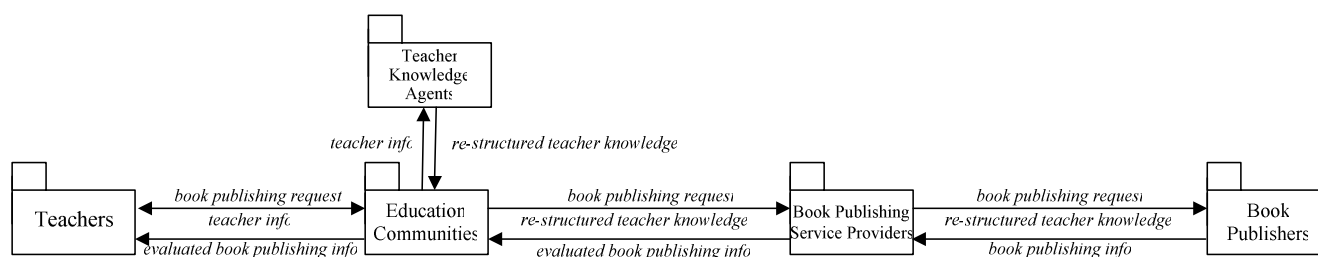 Teacher
Knowledge
Agents
teacher info
re-structured teacher knowledge
book publishing request
book publishing request
book publishing request
Teachers
teacher info
Education
Communities
re-structured teacher knowledge
Book Publishing
Service Providers
re-structured teacher knowledge
Book
Publishers
evaluated book publishing info
evaluated book publishing info
book publishing info